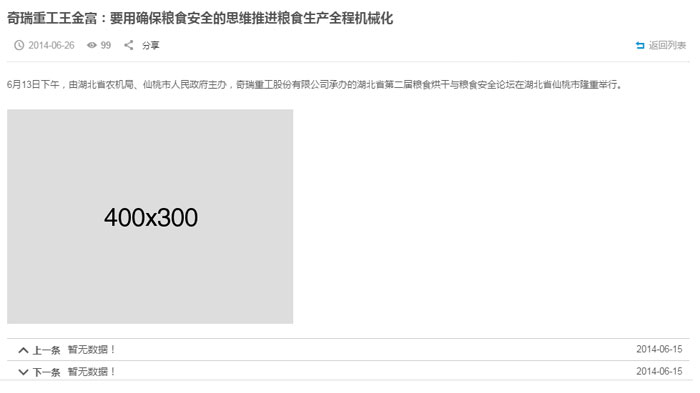 奇瑞重工王金富：要用确保粮食安全的思维推进粮食生产全程机械化
2014-06-26 99 分享 返回列表
6月13日下午，由湖北省农机局、仙桃市人民政府主办，奇瑞重工股份有限公司承办的湖北省第二届粮食烘干与粮食安全论坛在湖北省仙桃市隆重举行。
400x300
上一条 暂无数据！ 2014-06-15
下一条 暂无数据！ 2014-06-15